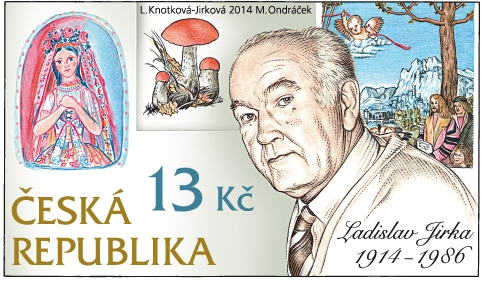 L.Knotková-Jirková 2014 M.Ondráček
13 Kč
ČESKÁ
REPUBLIKA
Ladislav Jirka
1914 – 1986